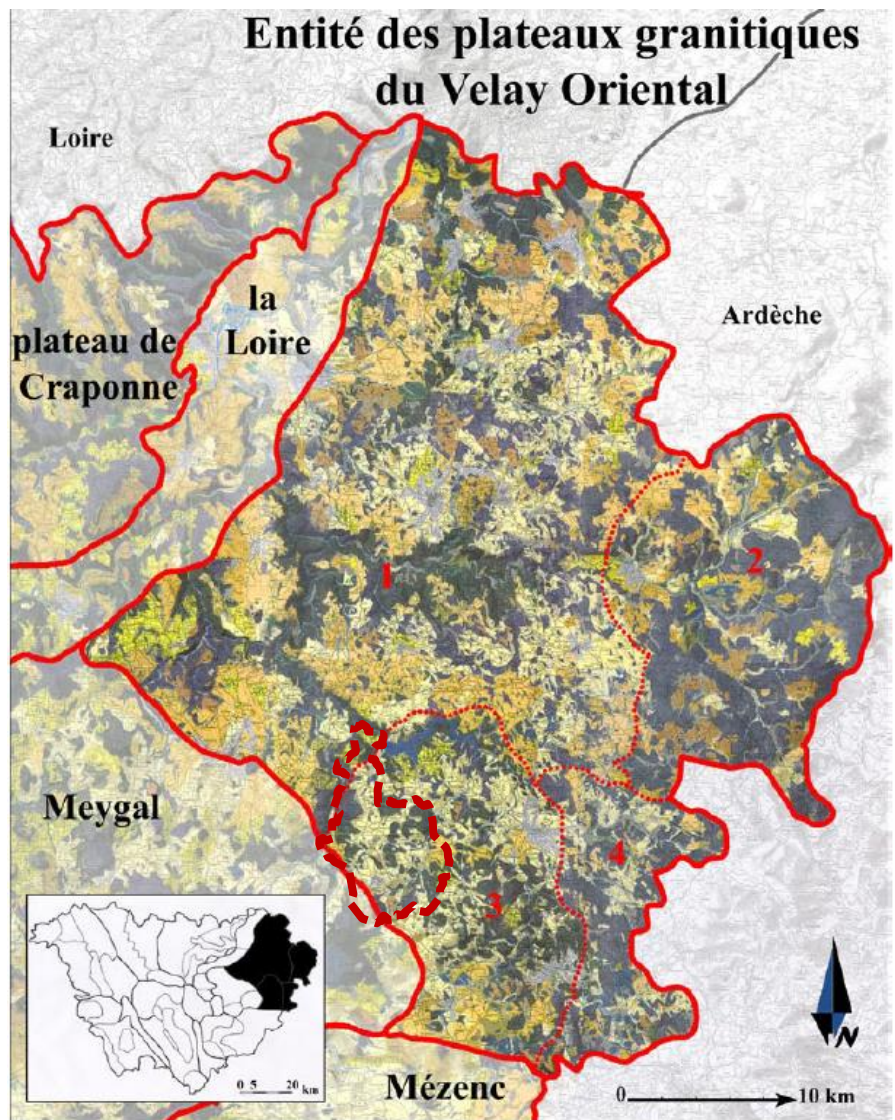 Entité des plateaux granitiques
du Velay Oriental
Loire
la
Loire
Ardèche
plateau de
Craponne
1
2
Meygal
3
4
Mézenc
N
0 5 20 km
0 10 km